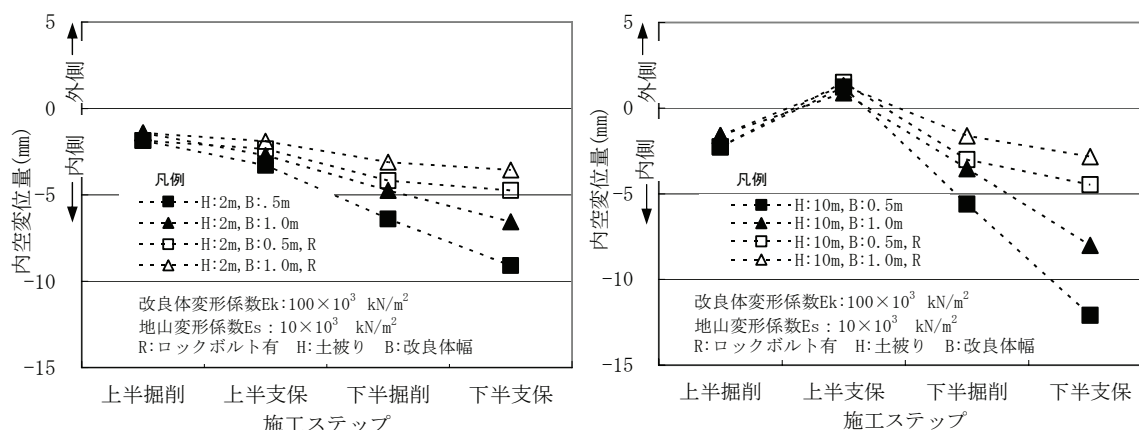 5
0
-5
-10
-15
内空変位量(mm)
外側
内側
凡例
H:2m,B:.5m
H:2m,B:1.0m
H:2m,B:0.5m,R
H:2m,B:1.0m,R
改良体変形係数Ek:100×10³ kN/m²
地山変形係数Es：10×10³ kN/m²
R:ロックボルト有　H:土被り　B:改良体幅
上半掘削 上半支保 下半掘削 下半支保
施工ステップ
5
0
-5
-10
-15
内空変位量(mm)
外側
内側
凡例
H:10m,B:0.5m
H:10m,B:1.0m
H:10m,B:0.5m,R
H:10m,B:1.0m,R
改良体変形係数Ek:100×10³ kN/m²
地山変形係数Es：10×10³ kN/m²
R:ロックボルト有　H:土被り　B:改良体幅
上半掘削 上半支保 下半掘削 下半支保
施工ステップ